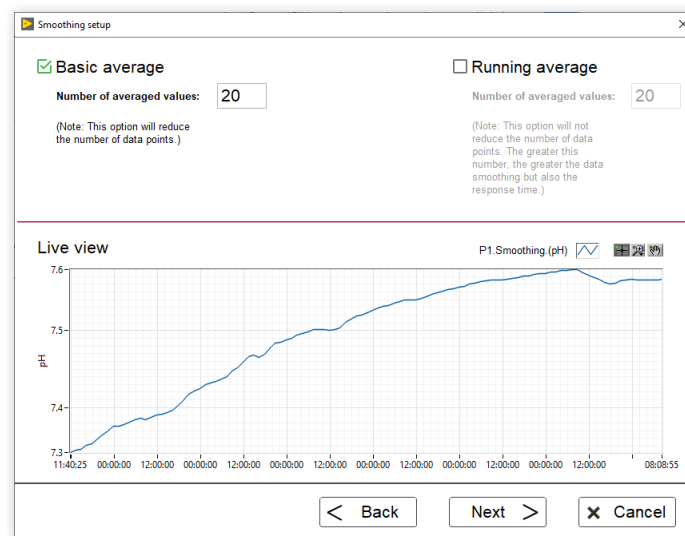 Smoothing setup
Basic average
Number of averaged values: 20
(Note: This option will reduce
the number of data points.)
Running average
Number of averaged values: 20
(Note: This option will not
reduce the number of data
points. The greater this
number, the greater the data
smoothing but also the
response time.)
Live view
P1.Smoothing.(pH)
7.6
7.5
pH
7.4
7.3
11:40:25 00:00:00 12:00:00 00:00:00 12:00:00 00:00:00 12:00:00 00:00:00 12:00:00 00:00:00 12:00:00 00:00:00 12:00:00 08:08:55
< Back
Next >
Cancel